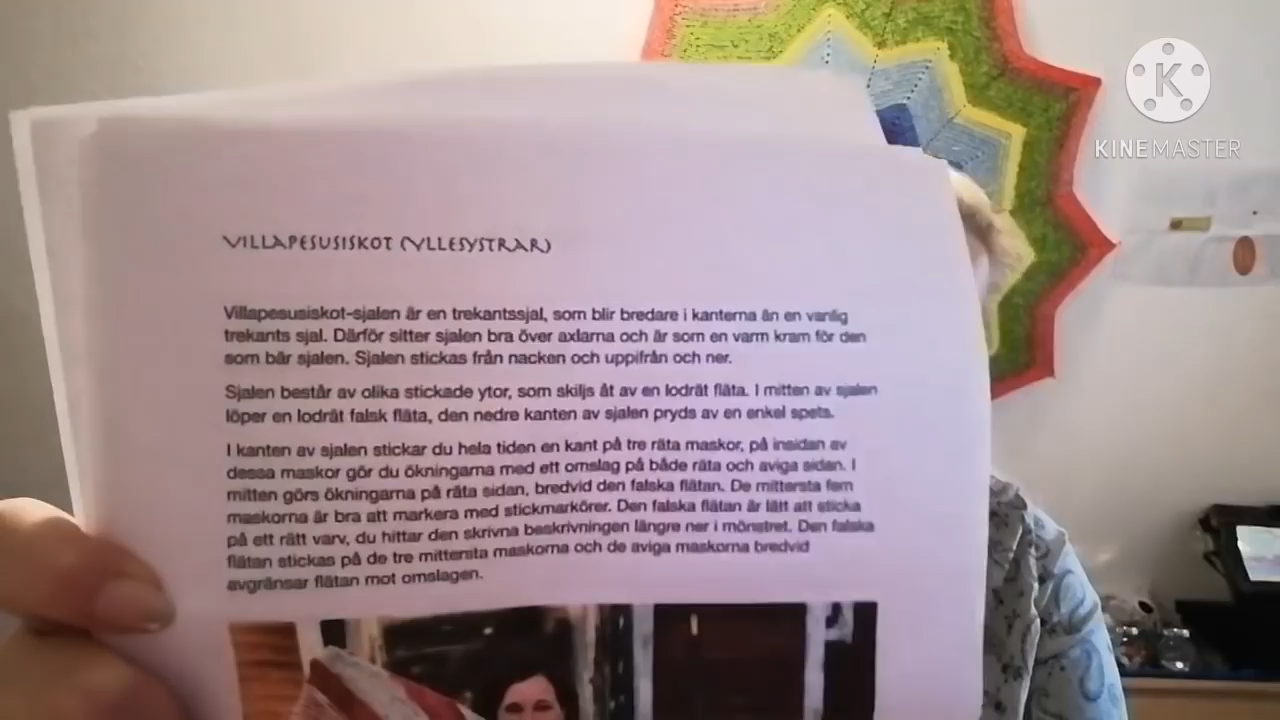 VILLAPESUSISKOT (YLLESYSTRAR)
Villapesusiskot-sjalen är en trekantssjal, som blir bredare i kanterna än en vanlig
trekants sjal. Därför sitter sjalen bra över axlarna och är som en varm kram för den
som bär sjalen. Sjalen stickas från nacken och uppifrån och ner.
Sjalen består av olika stickade ytor, som skiljs åt av en lodrät fläta. I mitten av sjalen
löper en lodrät falsk fläta, den nedre kanten av sjalen pryds av en enkel spets.
I kanten av sjalen stickar du hela tiden en kant på tre räta maskor, på insidan av
dessa maskor gör du ökningarna med ett omslag på både räta och aviga sidan. I
mitten görs ökningarna på räta sidan, bredvid den falska flätan. De mittersta fem
maskorna är bra att markera med stickmarkörer. Den falska flätan är lätt att sticka
på ett rätt varv, du hittar den skrivna beskrivningen längre ner i mönstret. Den falska
flätan stickas på de tre mittersta maskorna och de aviga maskorna bredvid
avgränsar flätan mot omslagen.
K
KINEMASTER